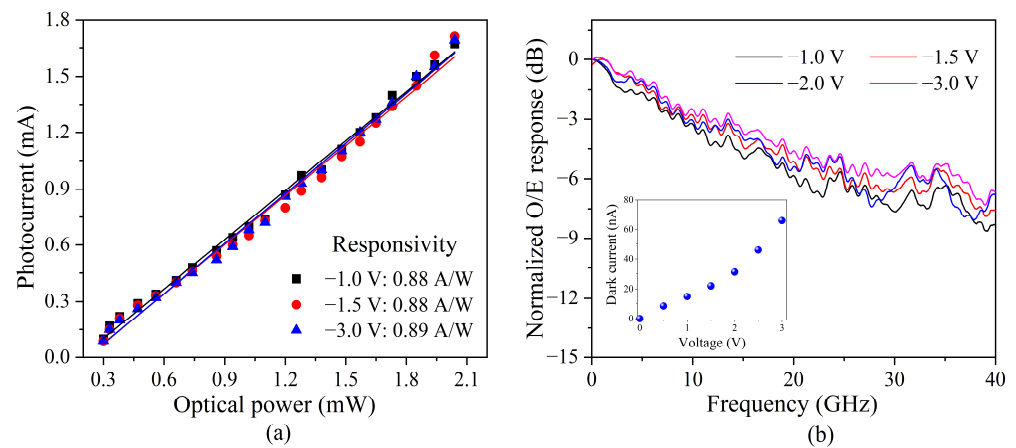 1.8
1.5
1.2
0.9
0.6
0.3
0.0
Photocurrent (mA)
Responsivity
−1.0 V: 0.88 A/W
−1.5 V: 0.88 A/W
−3.0 V: 0.89 A/W
0.3 0.6 0.9 1.2 1.5 1.8 2.1
Optical power (mW)
(a)
0
−3
−6
−9
−12
−15
Normalized O/E response (dB)
−1.0 V −1.5 V
−2.0 V −3.0 V
80
60
40
20
0
Dark current (nA)
0 1 2 3
Voltage (V)
0 10 20 30 40
Frequency (GHz)
(b)